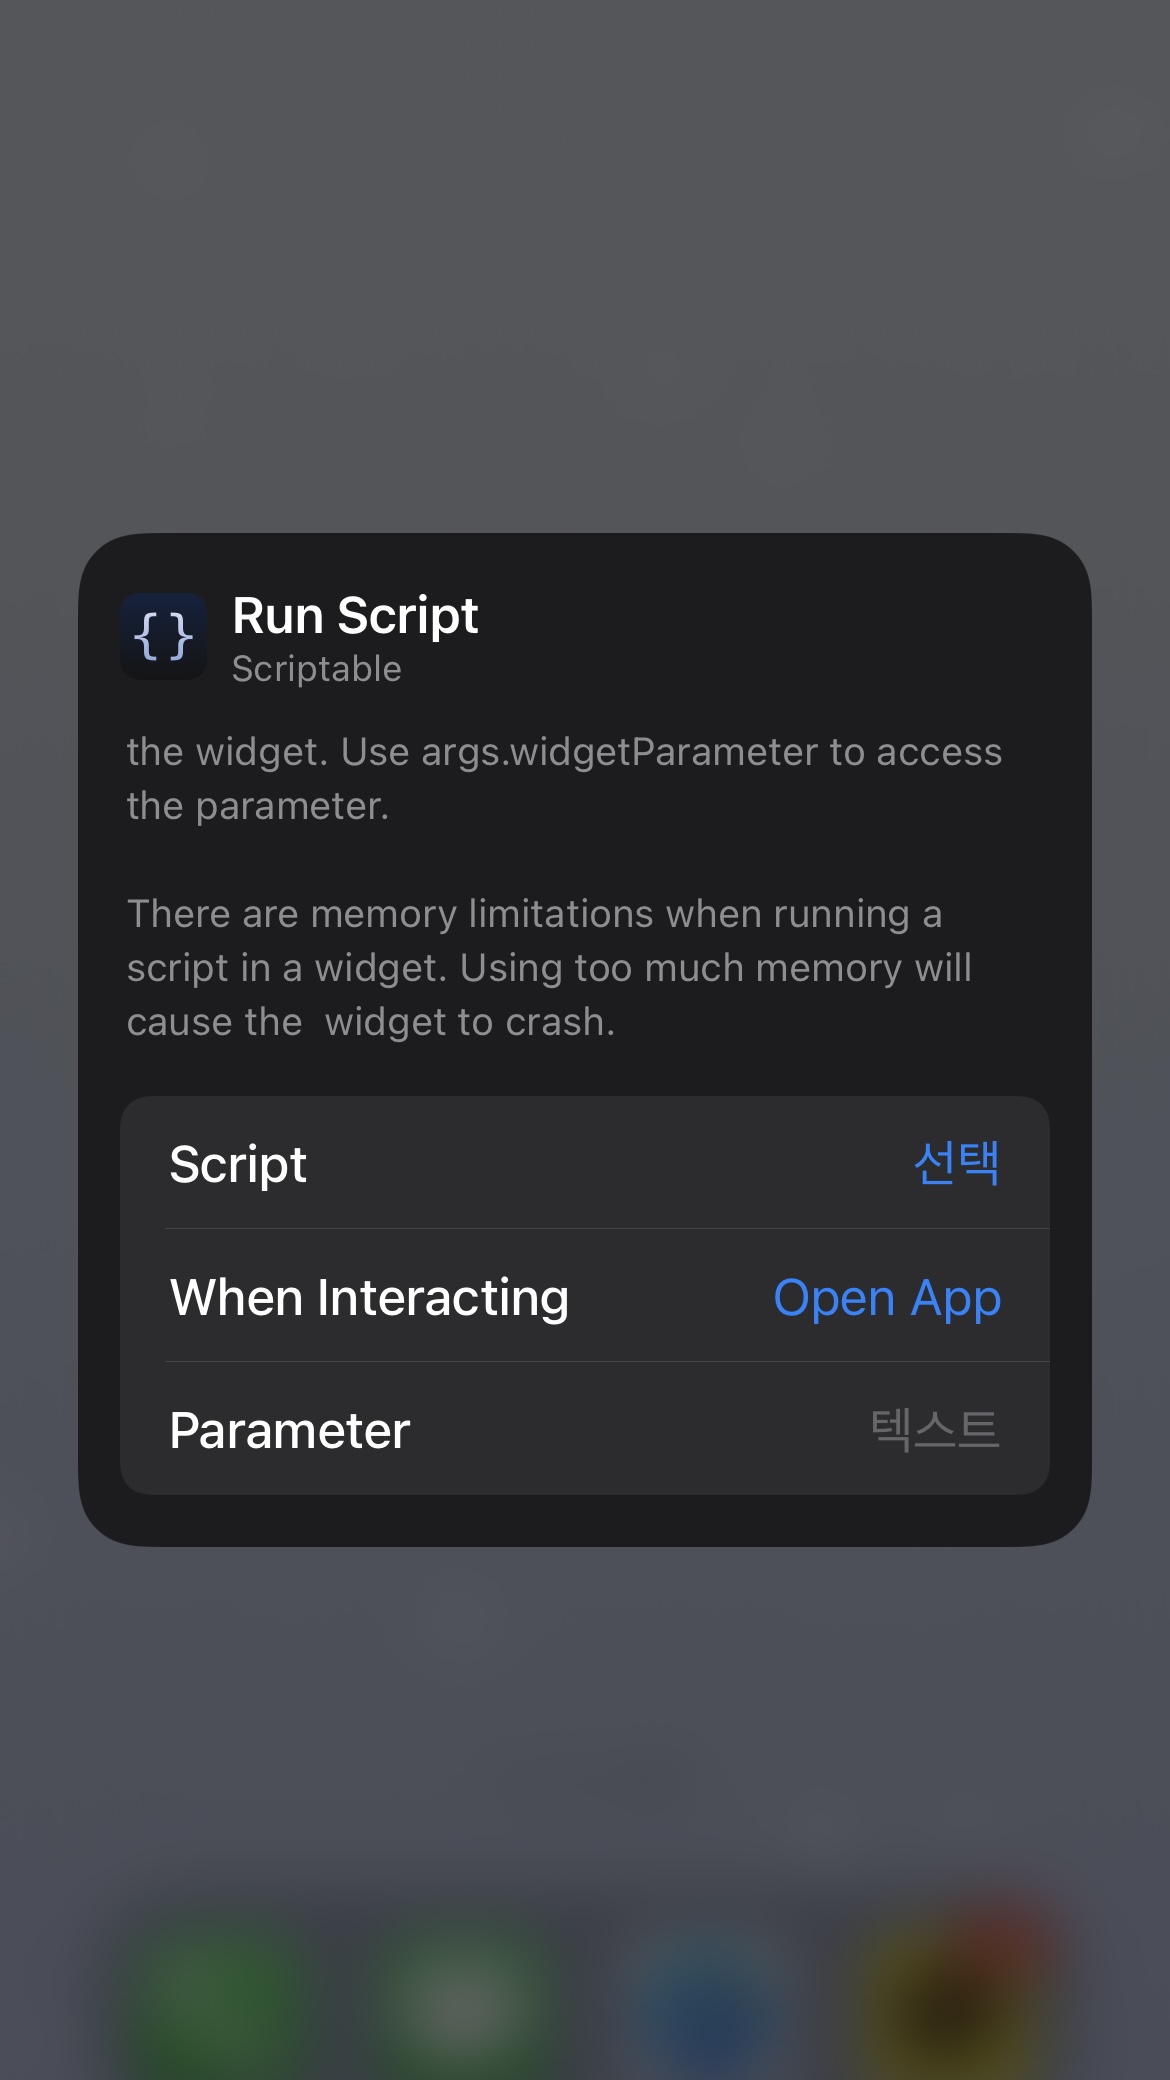 {}
Run Script
Scriptable
the widget. Use args.widgetParameter to access
the parameter.
There are memory limitations when running a
script in a widget. Using too much memory will
cause the  widget to crash.
Script 선택
When Interacting Open App
Parameter 텍스트